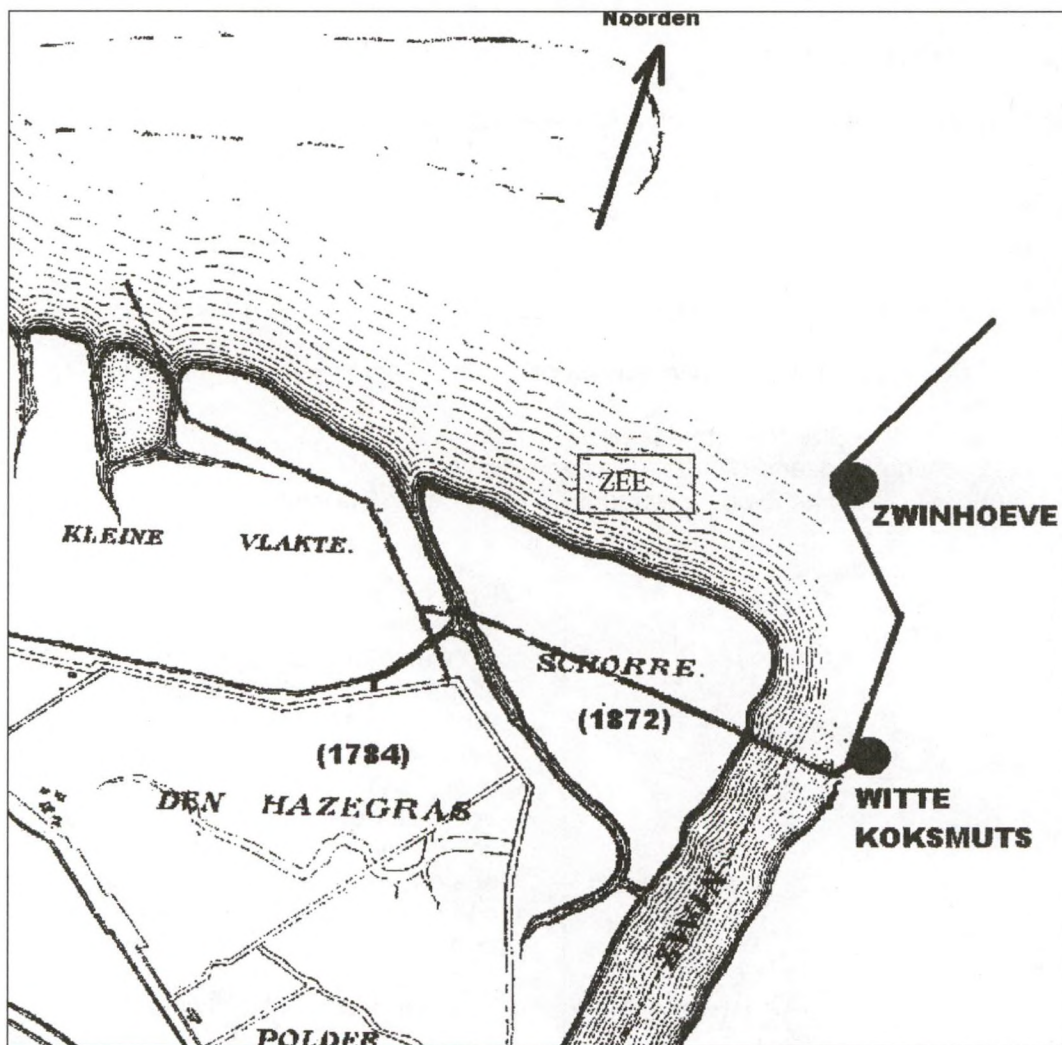 Noorden
ZEE
ZWINHOEVE
KLEINE VLAKTE.
SCHORRE.
(1872)
(1784)
DEN HAZEGRAS
WITTE
KOKSMUTS
ZWIN
POLDER